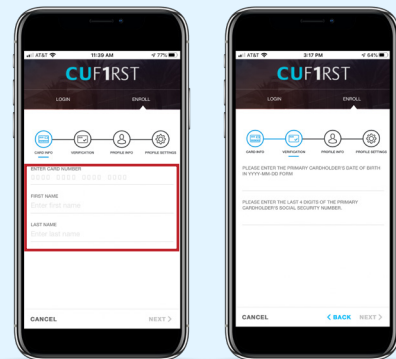 AT&T
11:39 AM
77%
CUF1RST
LOGIN
ENROLL
CARD INFO
VERIFICATION
PROFILE INFO
PROFILE SETTINGS
ENTER CARD NUMBER
FIRST NAME
Enter first name
LAST NAME
Enter last name
CANCEL
NEXT >
AT&T
3:17 PM
64%
CUF1RST
LOGIN
ENROLL
CARD INFO
VERIFICATION
PROFILE INFO
PROFILE SETTINGS
PLEASE ENTER THE PRIMARY CARDHOLDER'S DATE OF BIRTH
IN YYYY-MM-DD FORM
PLEASE ENTER THE LAST 4 DIGITS OF THE PRIMARY
CARDHOLDER'S SOCIAL SECURITY NUMBER.
CANCEL
< BACK
NEXT >